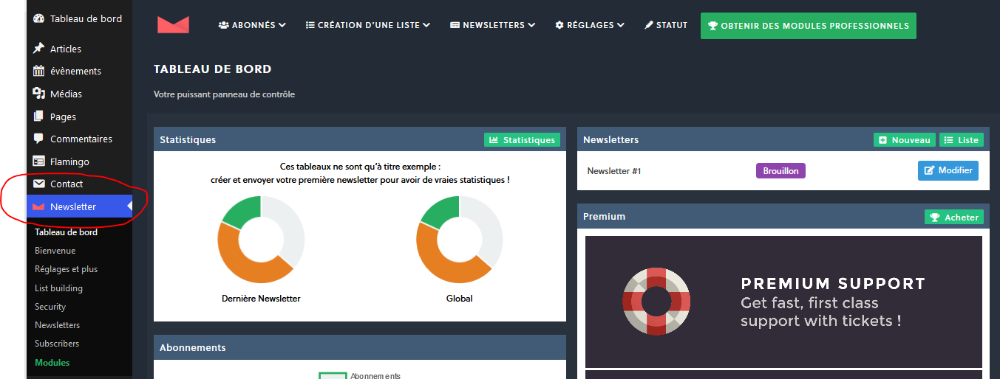 Tableau de bord
Articles
évènements
Médias
Pages
Commentaires
Flamingo
Contact
Newsletter
Tableau de bord
Bienvenue
Réglages et plus
List building
Security
Newsletters
Subscribers
Modules
ABONNÉS CRÉATION D'UNE LISTE NEWSLETTERS RÉGLAGES STATUT OBTENIR DES MODULES PROFESSIONNELS
TABLEAU DE BORD
Votre puissant panneau de contrôle
Statistiques Statistiques
Ces tableaux ne sont qu'à titre exemple :
créer et envoyer votre première newsletter pour avoir de vraies statistiques !
Dernière Newsletter Global
Abonnements
Abonnements
Newsletters Nouveau Liste
Newsletter #1 Brouillon Modifier
Premium Acheter
PREMIUM SUPPORT
Get fast, first class
support with tickets !